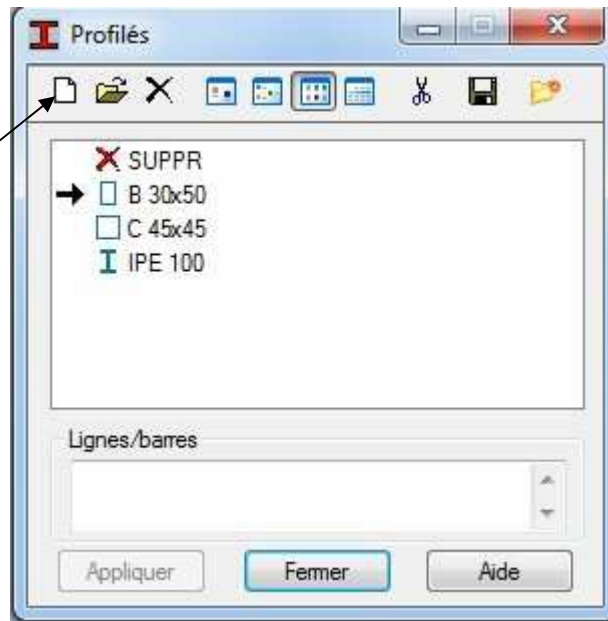 Profilés
SUPPR
B 30x50
C 45x45
IPE 100
Lignes/barres
Appliquer Fermer Aide